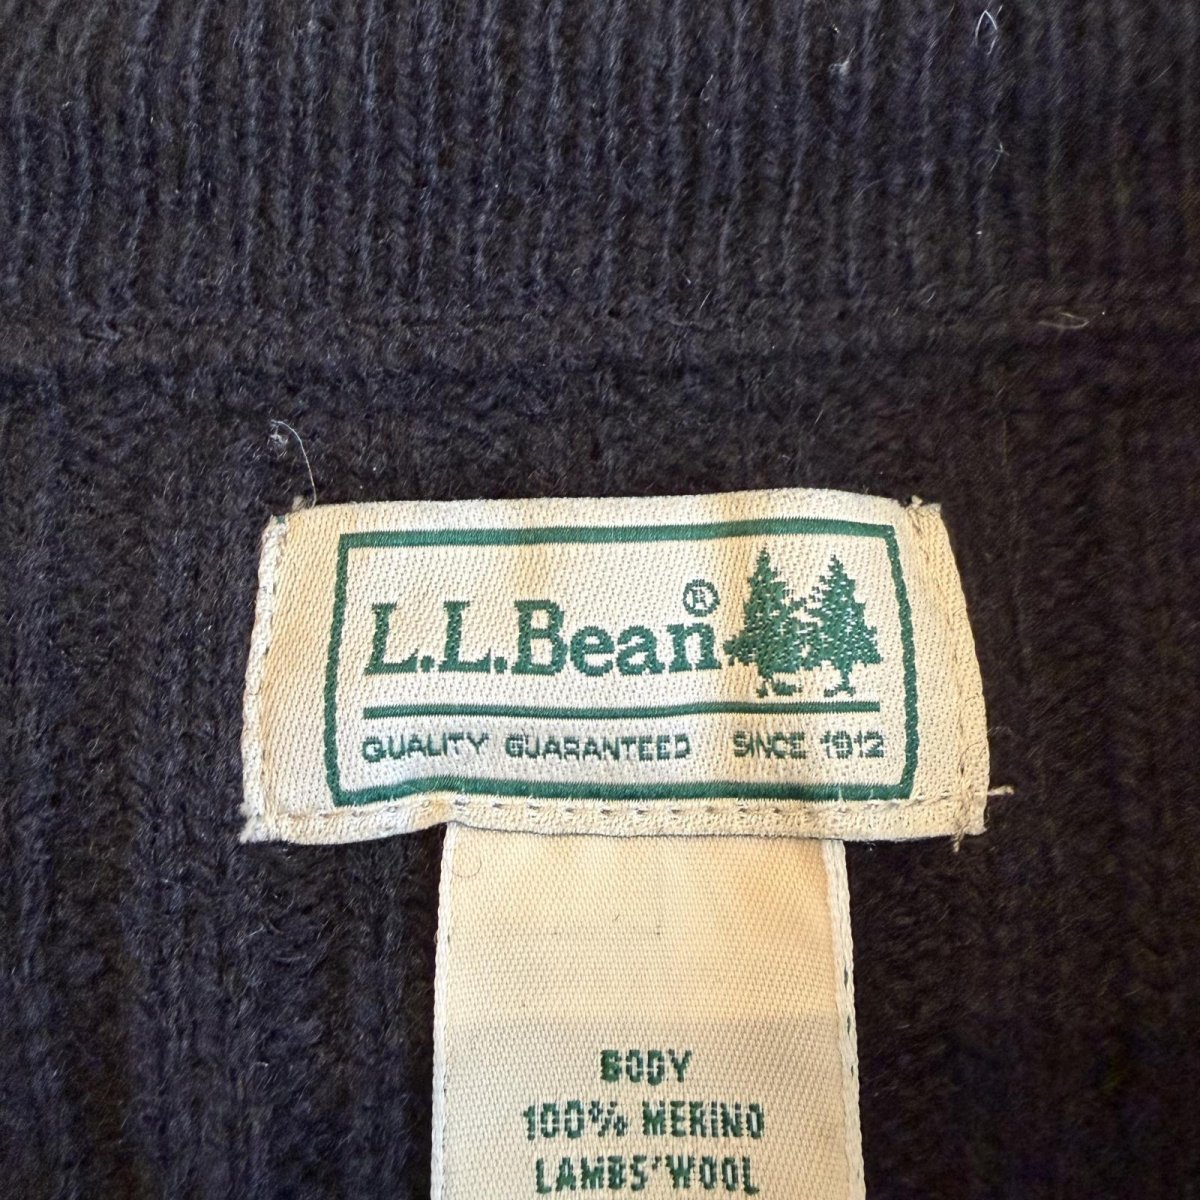 L.L.Bean®
QUALITY GUARANTEED SINCE 1912
BODY
100% MERINO
LAMBS' WOOL